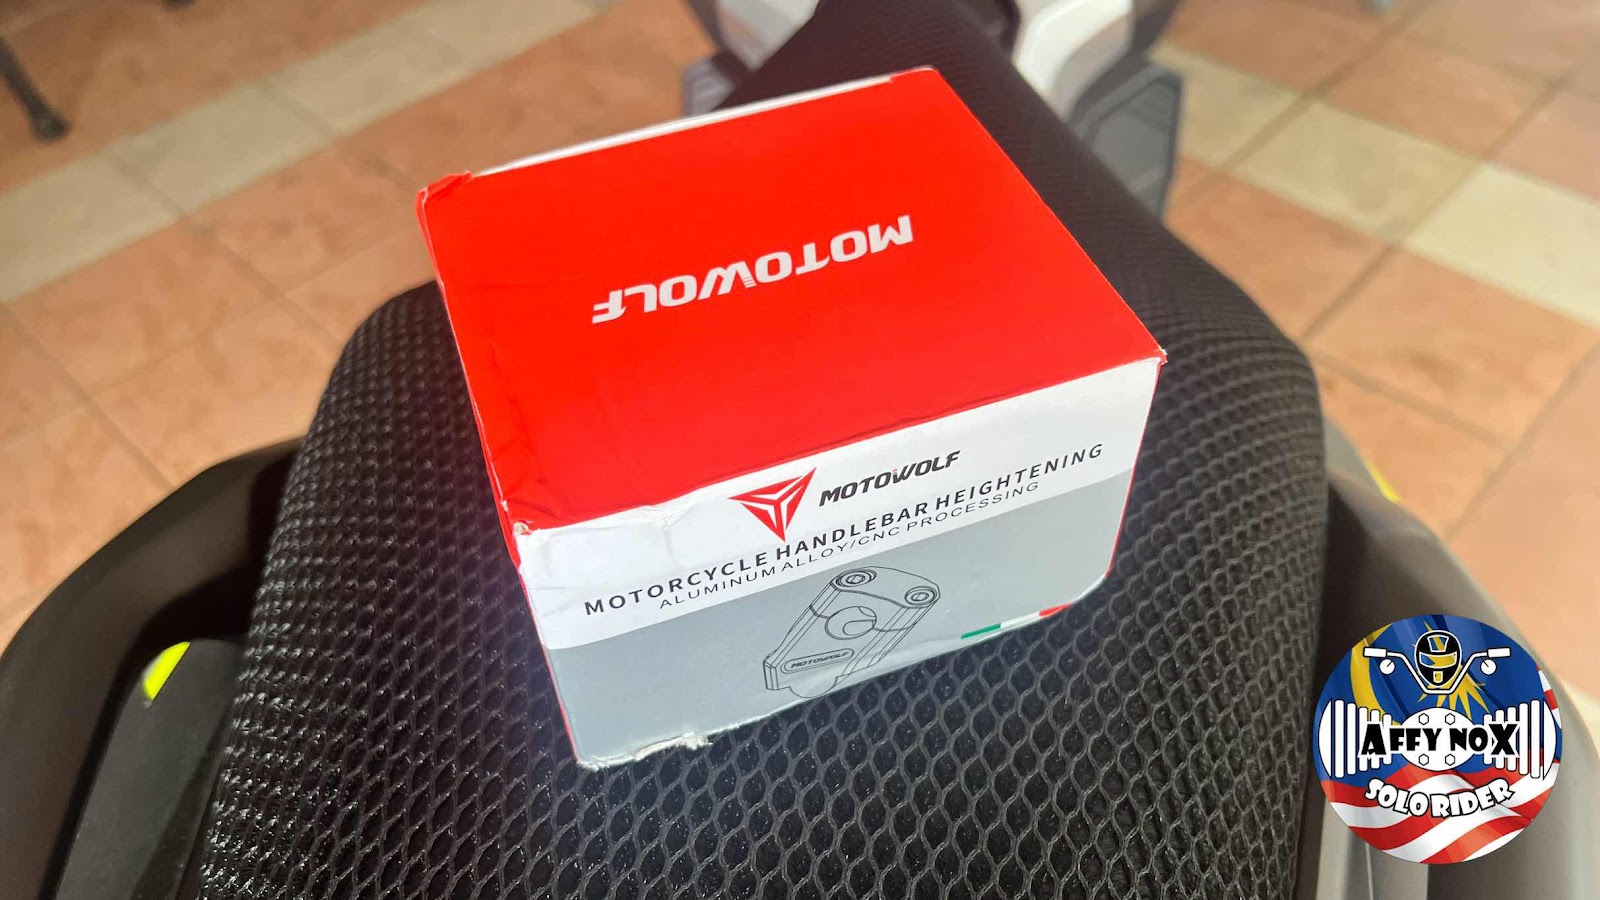 MOTOWOLF
MOTOWOLF
MOTORCYCLE HANDLEBAR HEIGHTENING
ALUMINUM ALLOY/CNC PROCESSING
MOTOWOLF
AFFY NOX
SOLO RIDER